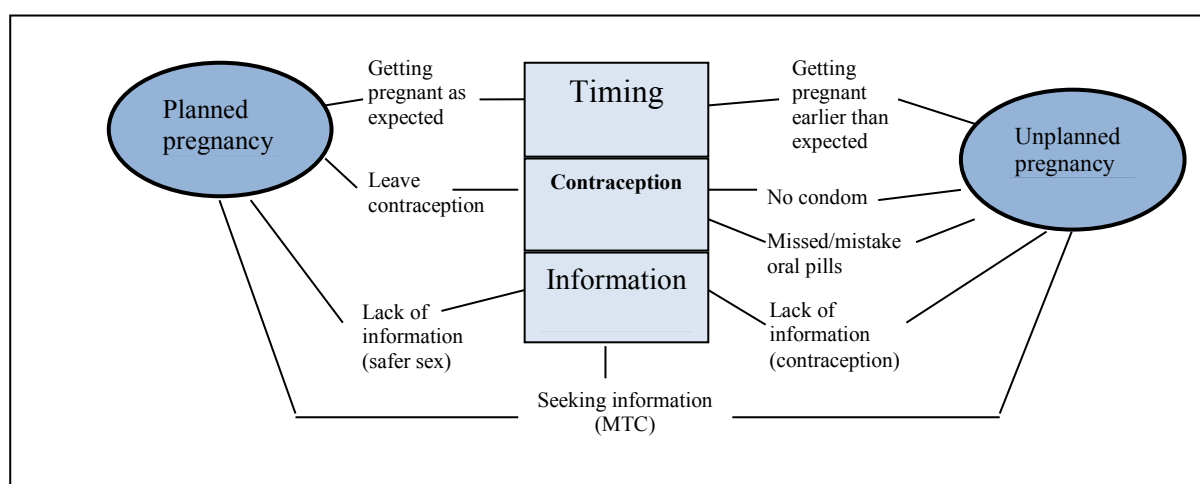 Planned
pregnancy
Getting
pregnant as
expected
Leave
contraception
Lack of
information
(safer sex)
Timing
Contraception
Information
Getting
pregnant
earlier than
expected
No condom
Missed/mistake
oral pills
Lack of
information
(contraception)
Unplanned
pregnancy
Seeking information
(MTC)